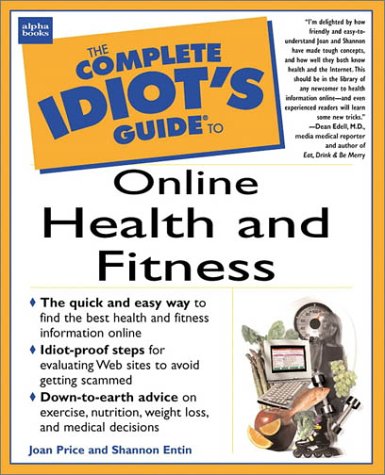 alpha
books
THE
COMPLETE
IDIOT'S
GUIDE® TO
"I'm delighted by how
friendly and easy-to-
understand Joan and Shannon
have made tough concepts,
and how well they both know
health and the Internet. This
should be in the library of
any newcomer to health
information online—and even
experienced readers will learn
some new tricks."
—Dean Edell, M.D.,
media medical reporter
and author of
Eat, Drink & Be Merry
Online
Health and
Fitness
♦ The quick and easy way to
find the best health and fitness
information online
♦ Idiot-proof steps for
evaluating Web sites to avoid
getting scammed
♦ Down-to-earth advice on
exercise, nutrition, weight loss,
and medical decisions
Joan Price and Shannon Entin